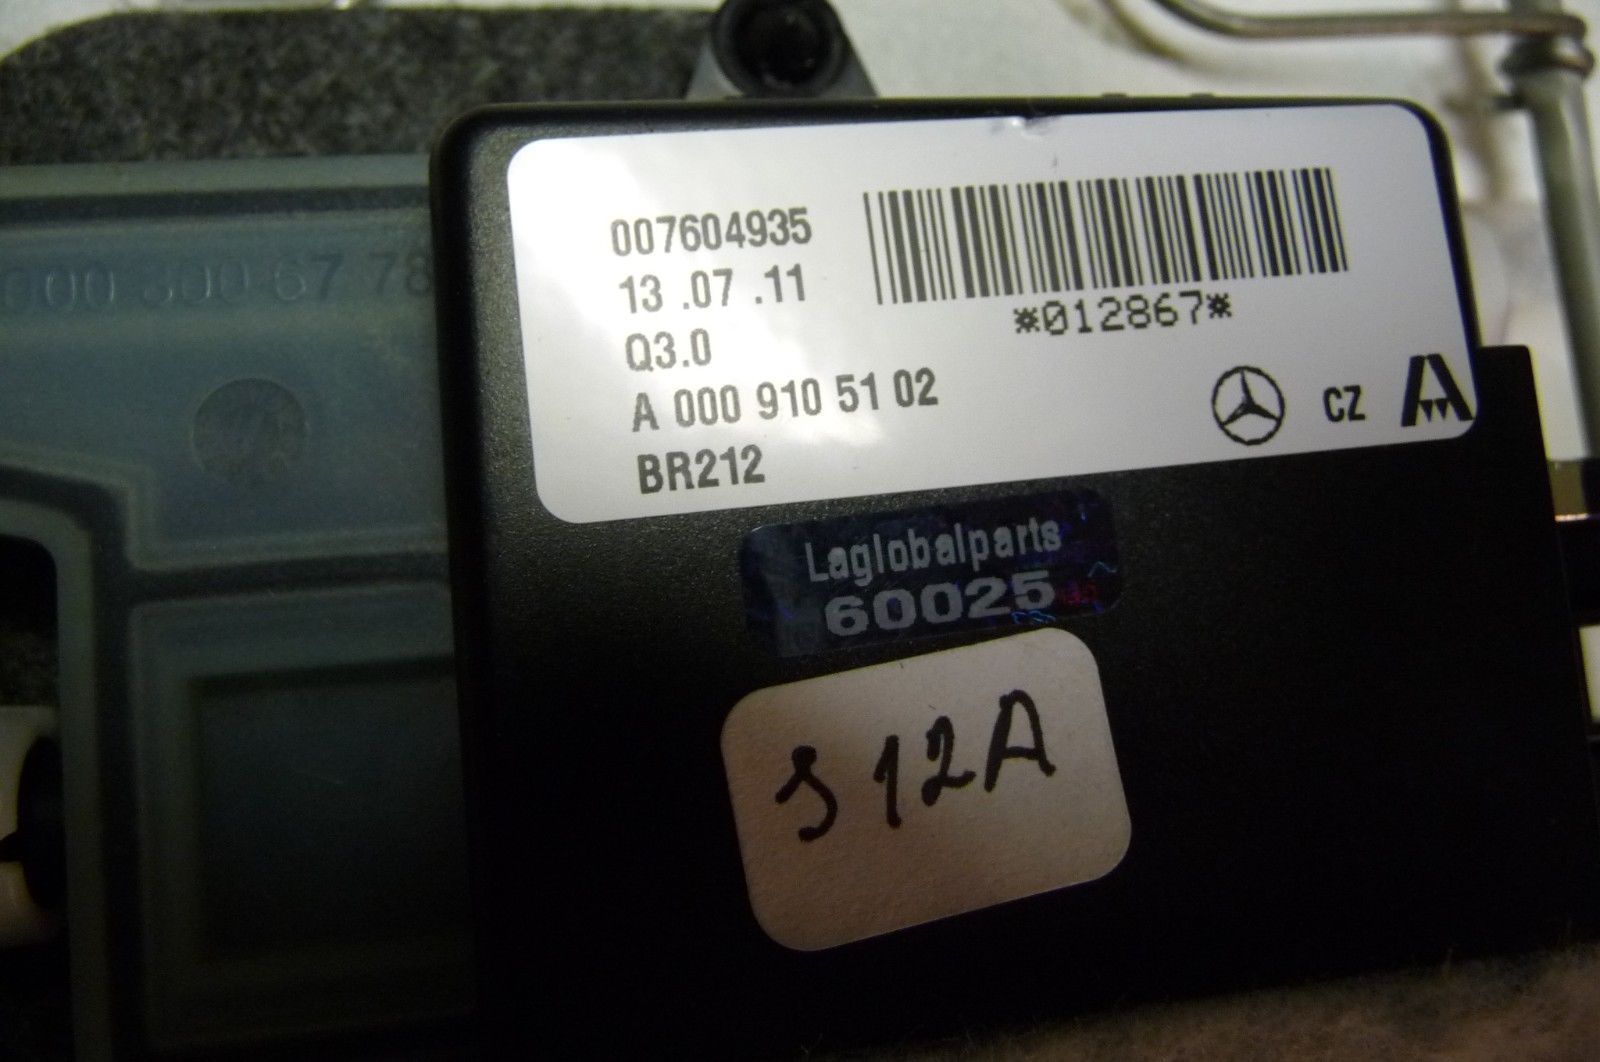 007604935
13 .07 .11
Q3.0
A 000 910 51 02
BR212
*012867*
CZ
Laglobalparts
60025
S12A